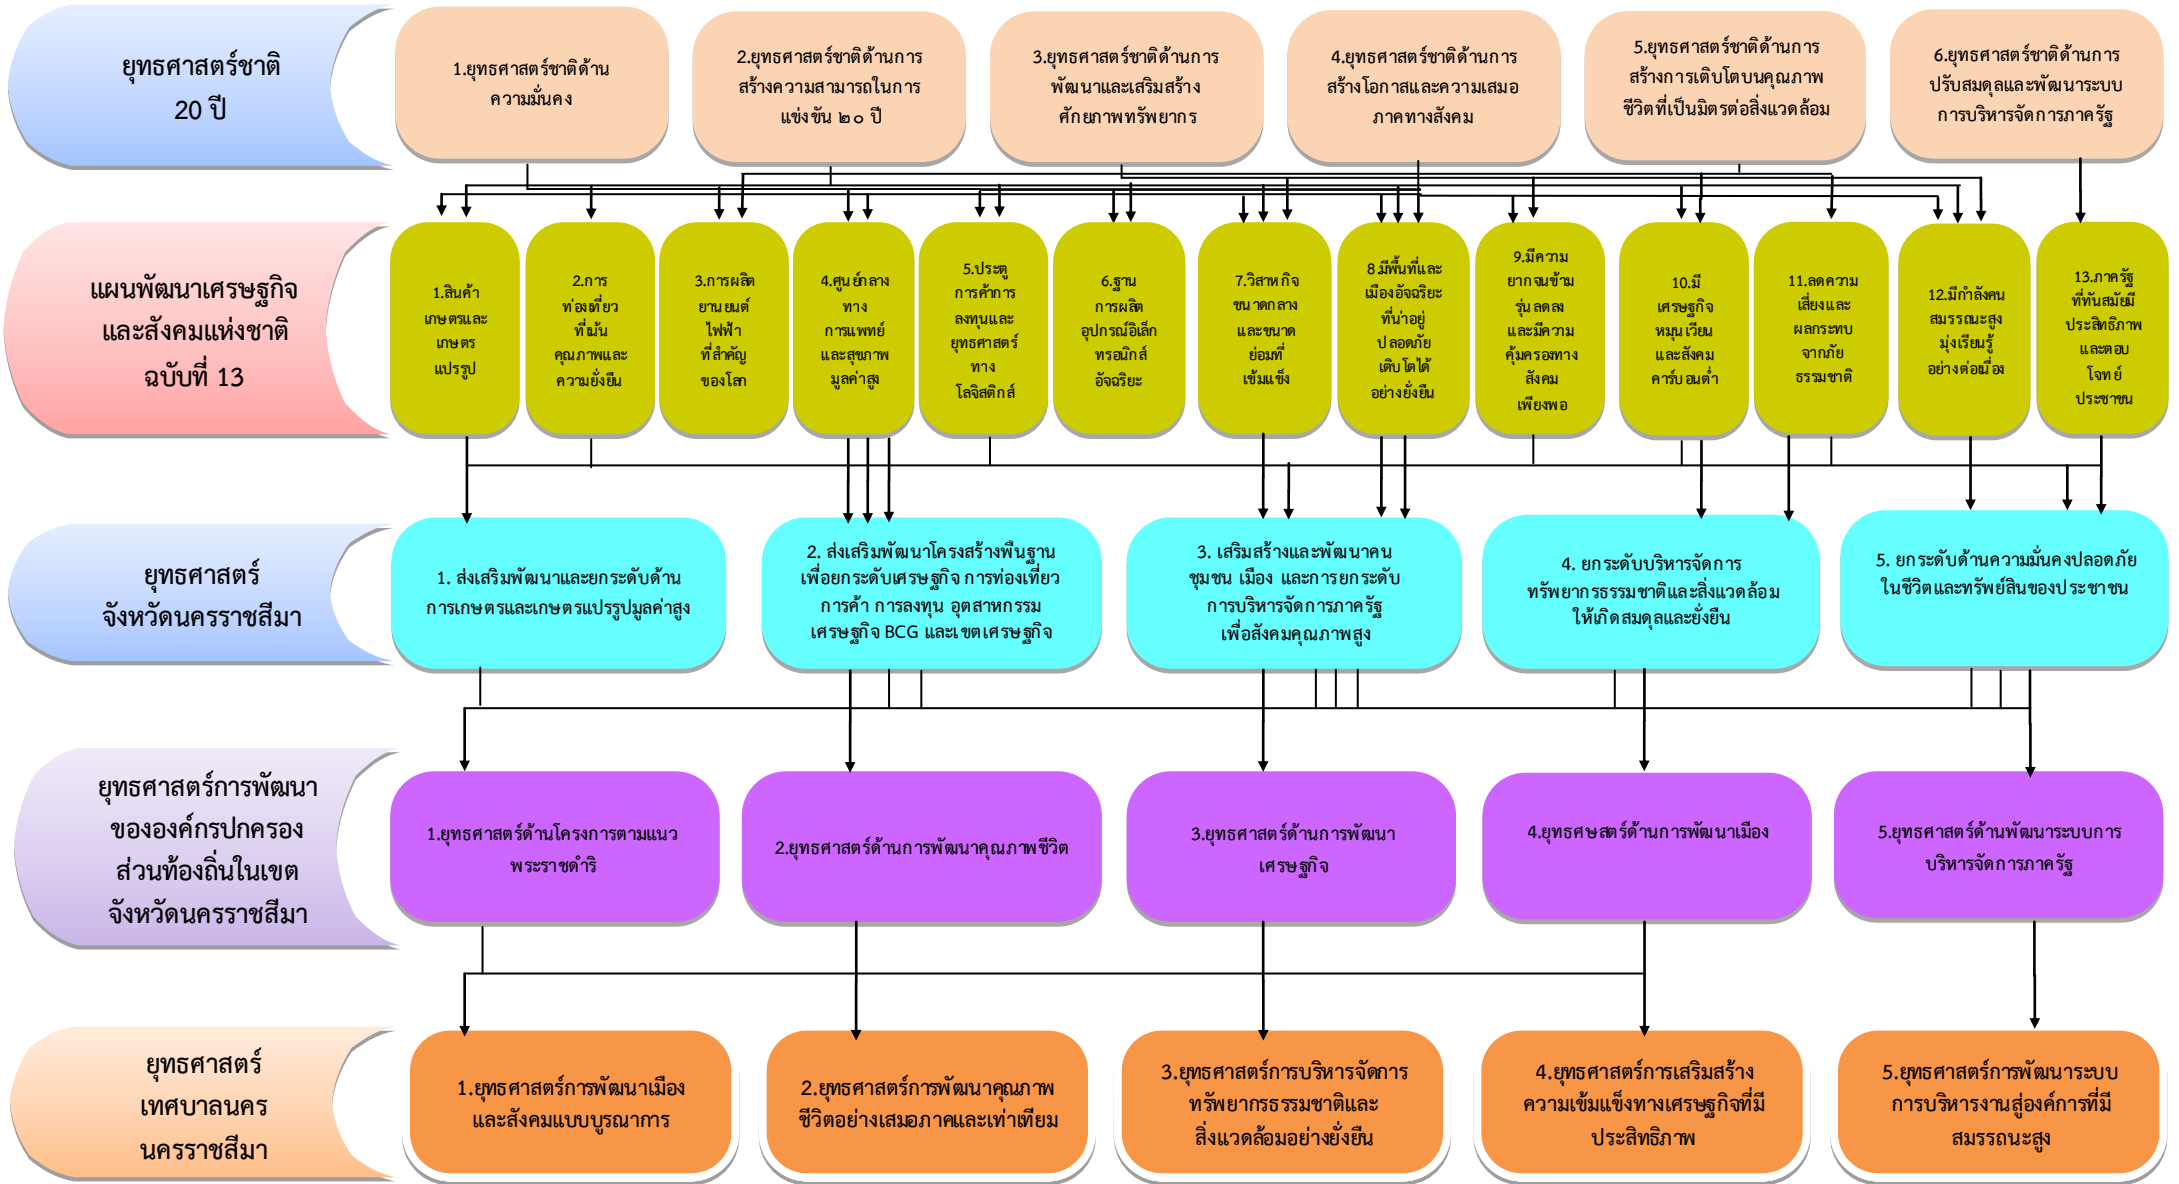 ยุทธศาสตร์ชาติ
20 ปี
1.ยุทธศาสตร์ชาติด้าน
ความมั่นคง
2.ยุทธศาสตร์ชาติด้านการ
สร้างความสามารถในการ
แข่งขัน ๒๐ ปี
3.ยุทธศาสตร์ชาติด้านการ
พัฒนาและเสริมสร้าง
ศักยภาพทรัพยากร
4.ยุทธศาสตร์ชาติด้านการ
สร้างโอกาสและความเสมอ
ภาคทางสังคม
5.ยุทธศาสตร์ชาติด้านการ
สร้างการเติบโตบนคุณภาพ
ชีวิตที่เป็นมิตรต่อสิ่งแวดล้อม
6.ยุทธศาสตร์ชาติด้านการ
ปรับสมดุลและพัฒนาระบบ
การบริหารจัดการภาครัฐ
แผนพัฒนาเศรษฐกิจ
และสังคมแห่งชาติ
ฉบับที่ 13
1.สินค้า
เกษตรและ
เกษตร
แปรรูป
2.การ
ท่องเที่ยว
ที่เน้น
คุณภาพและ
ความยั่งยืน
3.การผลิต
ยานยนต์
ไฟฟ้า
ที่สำคัญ
ของโลก
4.ศูนย์กลาง
ทาง
การแพทย์
และสุขภาพ
มูลค่าสูง
5.ประตู
การค้าการ
ลงทุนและ
ยุทธศาสตร์
ทาง
โลจิสติกส์
6.ฐาน
การผลิต
อุปกรณ์อิเล็ก
ทรอนิกส์
อัจฉริยะ
7.วิสาหกิจ
ขนาดกลาง
และขนาด
ย่อมที่
เข้มแข็ง
8.มีพื้นที่และ
เมืองอัจฉริยะ
ที่น่าอยู่
ปลอดภัย
เติบโตได้
อย่างยั่งยืน
9.มีความ
ยากจนข้าม
รุ่นลดลง
และมีความ
คุ้มครองทาง
สังคม
เพียงพอ
10.มี
เศรษฐกิจ
หมุนเวียน
และสังคม
คาร์บอนต่ำ
11.ลดความ
เสี่ยงและ
ผลกระทบ
จากภัย
ธรรมชาติ
12.มีกำลังคน
สมรรถนะสูง
มุ่งเรียนรู้
อย่างต่อเนื่อง
13.ภาครัฐ
ที่ทันสมัยมี
ประสิทธิภาพ
และตอบ
โจทย์
ประชาชน
ยุทธศาสตร์
จังหวัดนครราชสีมา
1. ส่งเสริมพัฒนาและยกระดับด้าน
การเกษตรและเกษตรแปรรูปมูลค่าสูง
2. ส่งเสริมพัฒนาโครงสร้างพื้นฐาน
เพื่อยกระดับเศรษฐกิจ การท่องเที่ยว
การค้า การลงทุน อุตสาหกรรม
เศรษฐกิจ BCG และเขตเศรษฐกิจ
3. เสริมสร้างและพัฒนาคน
ชุมชน เมือง และการยกระดับ
การบริหารจัดการภาครัฐ
เพื่อสังคมคุณภาพสูง
4. ยกระดับบริหารจัดการ
ทรัพยากรธรรมชาติและสิ่งแวดล้อม
ให้เกิดสมดุลและยั่งยืน
5. ยกระดับด้านความมั่นคงปลอดภัย
ในชีวิตและทรัพย์สินของประชาชน
ยุทธศาสตร์การพัฒนา
ขององค์กรปกครอง
ส่วนท้องถิ่นในเขต
จังหวัดนครราชสีมา
1.ยุทธศาสตร์ด้านโครงการตามแนว
พระราชดำริ
2.ยุทธศาสตร์ด้านการพัฒนาคุณภาพชีวิต
3.ยุทธศาสตร์ด้านการพัฒนา
เศรษฐกิจ
4.ยุทธศษสตร์ด้านการพัฒนาเมือง
5.ยุทธศาสตร์ด้านพัฒนาระบบการ
บริหารจัดการภาครัฐ
ยุทธศาสตร์
เทศบาลนคร
นครราชสีมา
1.ยุทธศาสตร์การพัฒนาเมือง
และสังคมแบบบูรณาการ
2.ยุทธศาสตร์การพัฒนาคุณภาพ
ชีวิตอย่างเสมอภาคและเท่าเทียม
3.ยุทธศาสตร์การบริหารจัดการ
ทรัพยากรธรรมชาติและ
สิ่งแวดล้อมอย่างยั่งยืน
4.ยุทธศาสตร์การเสริมสร้าง
ความเข้มแข็งทางเศรษฐกิจที่มี
ประสิทธิภาพ
5.ยุทธศาสตร์การพัฒนาระบบ
การบริหารงานสู่องค์การที่มี
สมรรถนะสูง